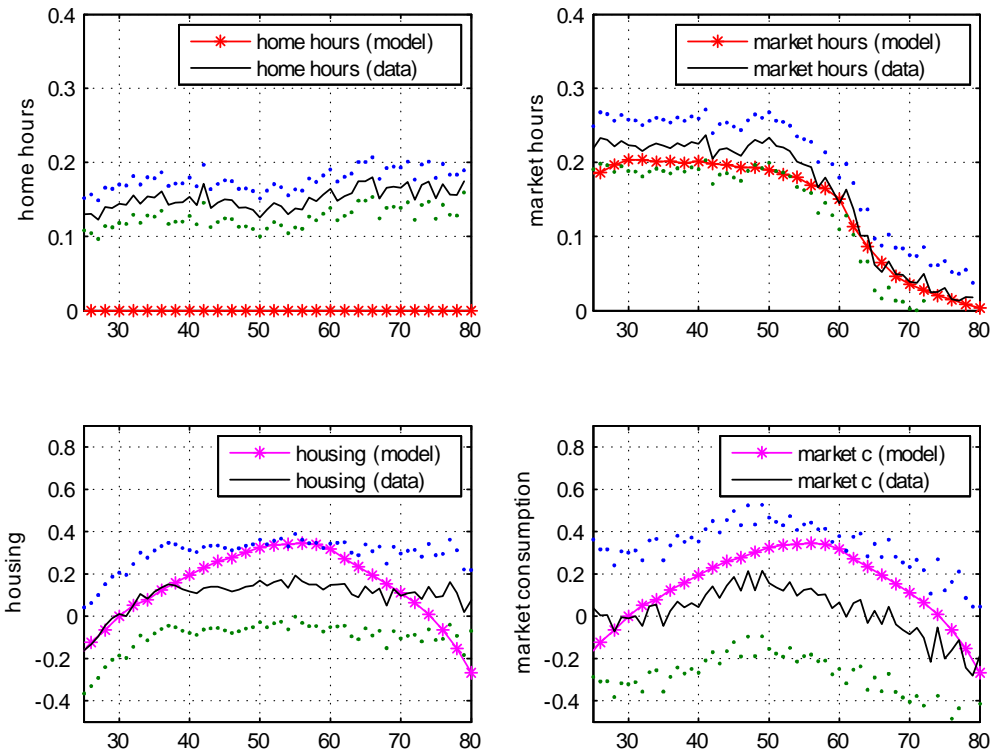 0.4
home hours (model)
home hours (data)
0.3
0.2
0.1
0
home hours
30 40 50 60 70 80
0.4
market hours (model)
market hours (data)
0.3
0.2
0.1
0
market hours
30 40 50 60 70 80
0.8
housing (model)
housing (data)
0.6
0.4
0.2
0
-0.2
-0.4
housing
30 40 50 60 70 80
0.8
market c (model)
market c (data)
0.6
0.4
0.2
0
-0.2
-0.4
market consumption
30 40 50 60 70 80